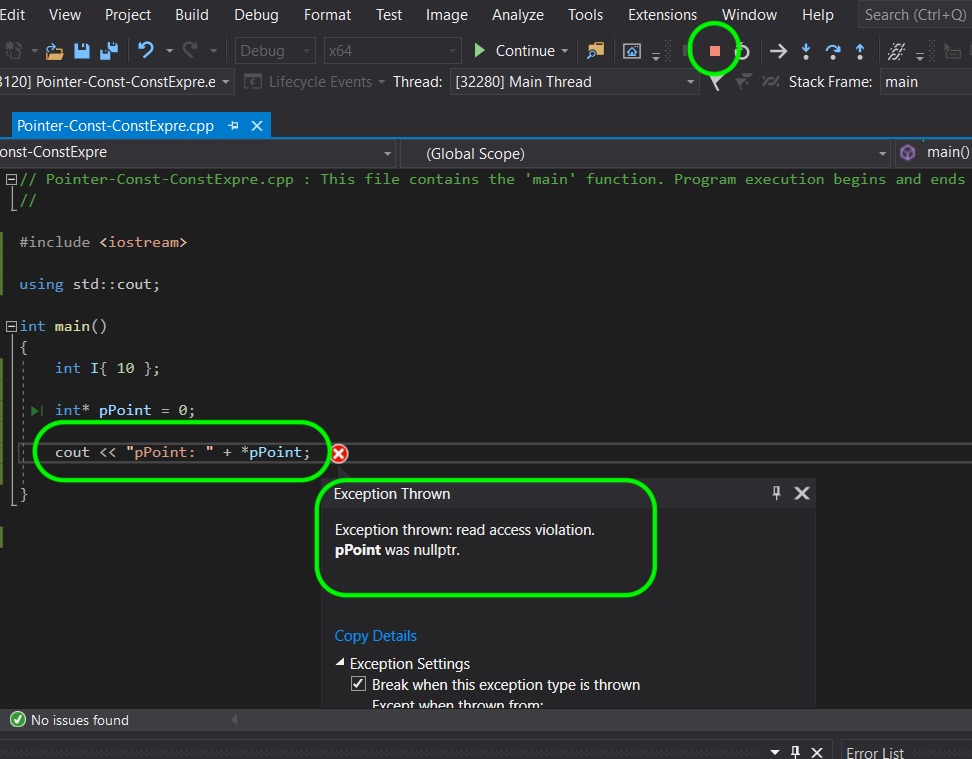 Edit View Project Build Debug Format Test Image Analyze Tools Extensions Window Help Search (Ctrl+Q)
Debug x64 Continue
3120] Pointer-Const-ConstExpre.e Lifecycle Events Thread: [32280] Main Thread Stack Frame: main
Pointer-Const-ConstExpre.cpp
onst-ConstExpre (Global Scope) main()
// Pointer-Const-ConstExpre.cpp : This file contains the 'main' function. Program execution begins and ends
//
#include <iostream>
using std::cout;
int main()
{
int I{ 10 };
int* pPoint = 0;
cout << "pPoint: " + *pPoint;
}
Exception Thrown
Exception thrown: read access violation.
pPoint was nullptr.
Copy Details
Exception Settings
Break when this exception type is thrown
Except when thrown from:
No issues found
Error List